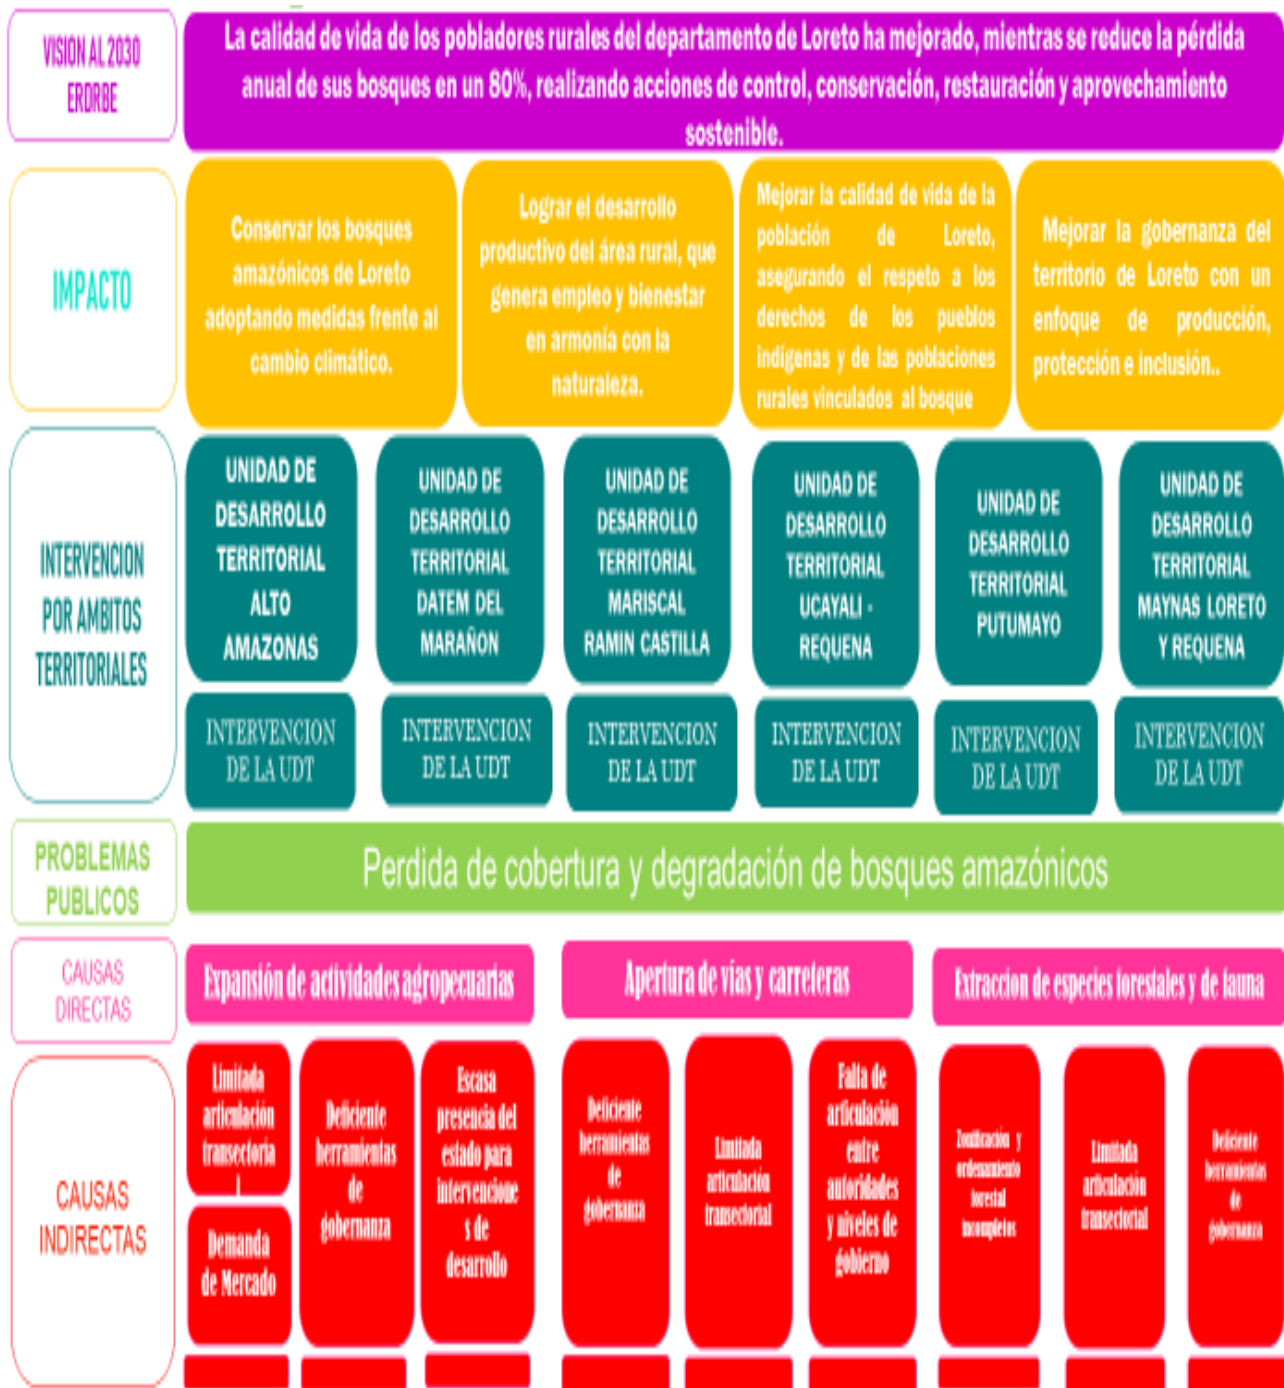 VISION AL 2030
ERDRBE
La calidad de vida de los pobladores rurales del departamento de Loreto ha mejorado, mientras se reduce la pérdida
anual de sus bosques en un 80%, realizando acciones de control, conservación, restauración y aprovechamiento
sostenible.
IMPACTO
Conservar los bosques
amazónicos de Loreto
adoptando medidas frente al
cambio climático.
Lograr el desarrollo
productivo del área rural, que
genera empleo y bienestar
en armonía con la
naturaleza.
Mejorar la calidad de vida de la
población de Loreto,
asegurando el respeto a los
derechos de los pueblos
indígenas y de las poblaciones
rurales vinculados al bosque
Mejorar la gobernanza del
territorio de Loreto con un
enfoque de producción,
protección e inclusión..
INTERVENCION
POR AMBITOS
TERRITORIALES
UNIDAD DE
DESARROLLO
TERRITORIAL
ALTO
AMAZONAS
UNIDAD DE
DESARROLLO
TERRITORIAL
DATEM DEL
MARAÑON
UNIDAD DE
DESARROLLO
TERRITORIAL
MARISCAL
RAMIN CASTILLA
UNIDAD DE
DESARROLLO
TERRITORIAL
UCAYALI -
REQUENA
UNIDAD DE
DESARROLLO
TERRITORIAL
PUTUMAYO
UNIDAD DE
DESARROLLO
TERRITORIAL
MAYNAS LORETO
Y REQUENA
INTERVENCION
DE LA UDT
INTERVENCION
DE LA UDT
INTERVENCION
DE LA UDT
INTERVENCION
DE LA UDT
INTERVENCION
DE LA UDT
INTERVENCION
DE LA UDT
PROBLEMAS
PUBLICOS
Perdida de cobertura y degradación de bosques amazónicos
CAUSAS
DIRECTAS
Expansión de actividades agropecuarias
Apertura de vías y carreteras
Extraccion de especies forestales y de fauna
CAUSAS
INDIRECTAS
Limitada
articulación
transectoria
l
Demanda
de Mercado
Deficiente
herramientas
de
gobernanza
Escasa
presencia del
estado para
intervencione
s de
desarrollo
Deficiente
herramientas
de
gobernanza
Limitada
articulación
transectorial
Falta de
articulación
entre
autoridades
y niveles de
gobierno
Zonificación y
ordenamiento
forestal
incompletos
Limitada
articulación
transectorial
Deficiente
herramientas
de
gobernanza